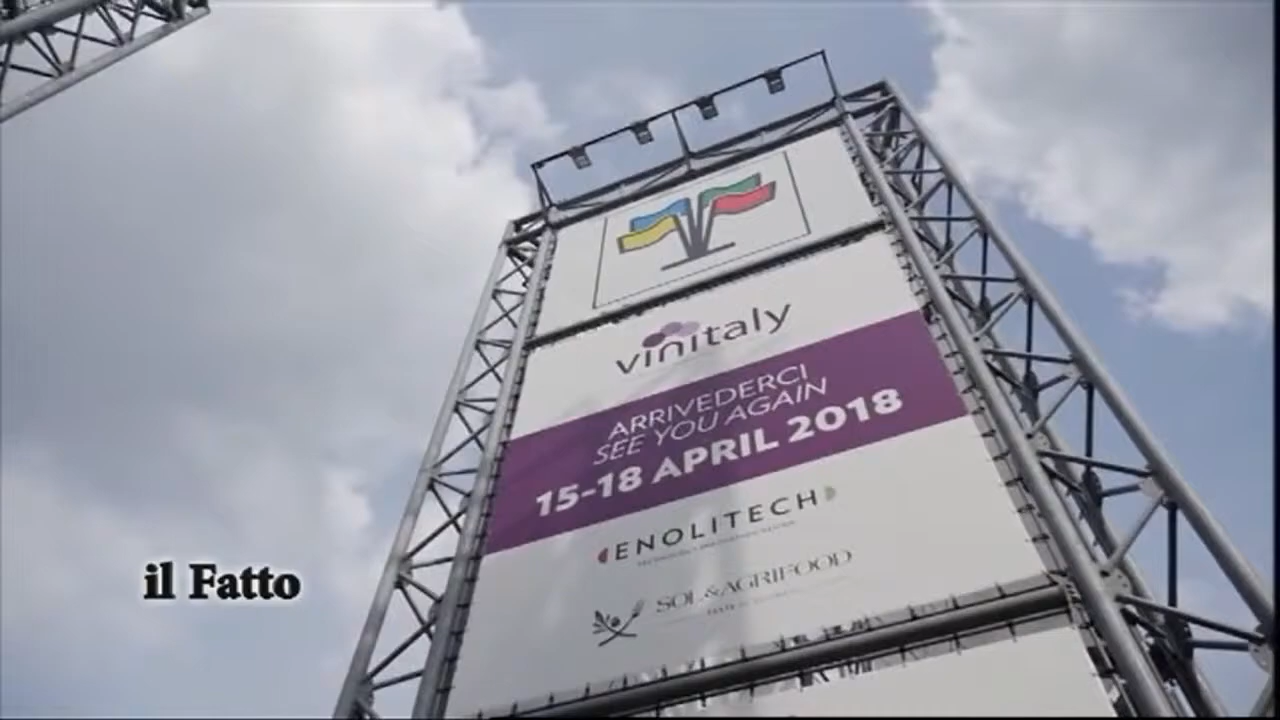 vinitaly
ARRIVEDERCI
SEE YOU AGAIN
15-18 APRIL 2018
ENOLITECH
SOL&AGRIFOOD
il Fatto